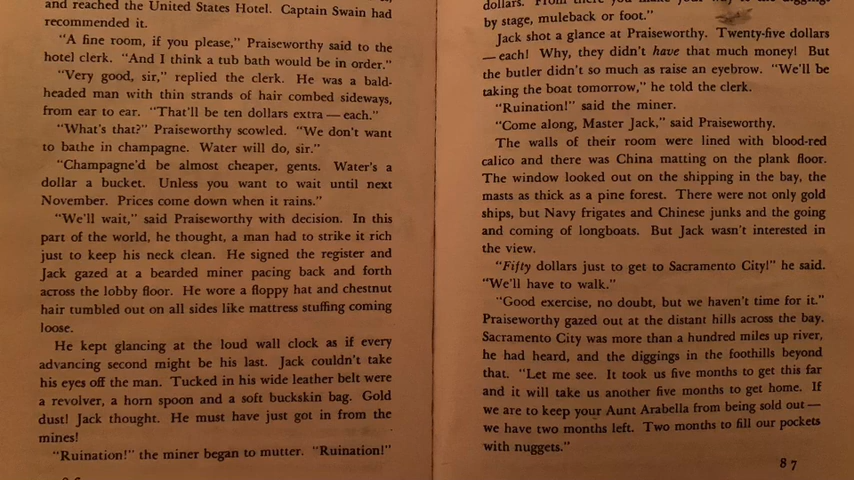 and reached the United States Hotel. Captain Swain had
recommended it.
"A fine room, if you please," Praiseworthy said to the
hotel clerk. "And I think a tub bath would be in order."
"Very good, sir," replied the clerk. He was a bald-
headed man with thin strands of hair combed sideways,
from ear to ear. "That'll be ten dollars extra — each."
"What's that?" Praiseworthy scowled. "We don't want
to bathe in champagne. Water will do, sir."
"Champagne'd be almost cheaper, gents. Water's a
dollar a bucket. Unless you want to wait until next
November. Prices come down when it rains."
"We'll wait," said Praiseworthy with decision. In this
part of the world, he thought, a man had to strike it rich
just to keep his neck clean. He signed the register and
Jack gazed at a bearded miner pacing back and forth
across the lobby floor. He wore a floppy hat and chestnut
hair tumbled out on all sides like mattress stuffing coming
loose.
He kept glancing at the loud wall clock as if every
advancing second might be his last. Jack couldn't take
his eyes off the man. Tucked in his wide leather belt were
a revolver, a horn spoon and a soft buckskin bag. Gold
dust! Jack thought. He must have just got in from the
mines!
"Ruination!" the miner began to mutter. "Ruination!"
dollars. From there you make your way to the diggings
by stage, muleback or foot."
Jack shot a glance at Praiseworthy. Twenty-five dollars
— each! Why, they didn't have that much money! But
the butler didn't so much as raise an eyebrow. "We'll be
taking the boat tomorrow," he told the clerk.
"Ruination!" said the miner.
"Come along, Master Jack," said Praiseworthy.
The walls of their room were lined with blood-red
calico and there was China matting on the plank floor.
The window looked out on the shipping in the bay, the
masts as thick as a pine forest. There were not only gold
ships, but Navy frigates and Chinese junks and the going
and coming of longboats. But Jack wasn't interested in
the view.
"Fifty dollars just to get to Sacramento City!" he said.
"We'll have to walk."
"Good exercise, no doubt, but we haven't time for it."
Praiseworthy gazed out at the distant hills across the bay.
Sacramento City was more than a hundred miles up river,
he had heard, and the diggings in the foothills beyond
that. "Let me see. It took us five months to get this far
and it will take us another five months to get home. If
we are to keep your Aunt Arabella from being sold out —
we have two months left. Two months to fill our pockets
with nuggets."
87